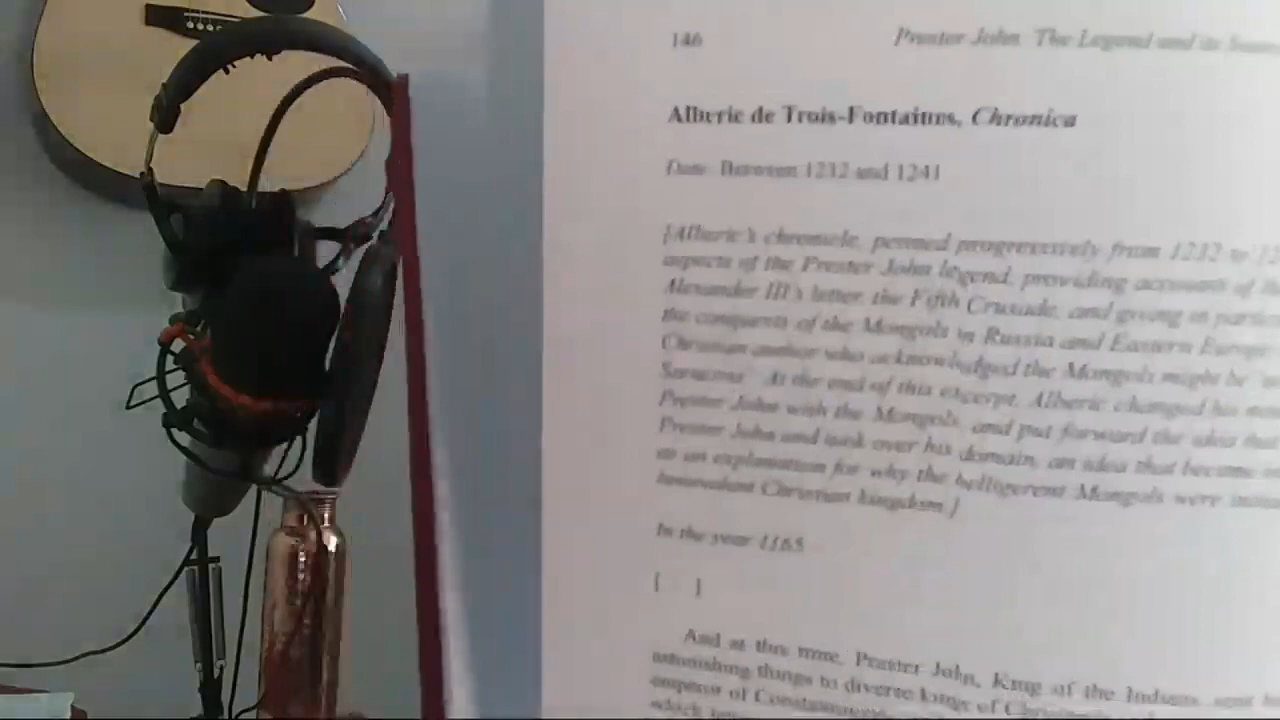 146 Prester John: The Legend and its
Alberic de Trois-Fontaines, Chronica
Date: Between 1232 and 1241
[Alberic's chronicle, penned progressively from 1232 to
aspects of the Prester John legend, providing accounts of
Alexander III's letter, the Fifth Crusade, and giving in
the conquests of the Mongols in Russia and Eastern Europe
Christian author who acknowledged the Mongols might be
Saracens. At the end of this excerpt, Alberic changed his
Prester John with the Mongols, and put forward the idea that
Prester John and took over his domain, an idea that became
as an explanation for why the belligerent Mongols were
benevolent Christian kingdom.]
In the year 1165
[ ]
And at this time, Prester John, King of the Indians, sent
astonishing things to diverse kings of
emperor of
which